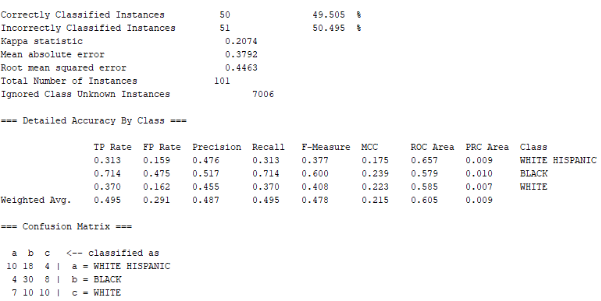 Correctly Classified Instances 50 49.505 %
Incorrectly Classified Instances 51 50.495 %
Kappa statistic 0.2074
Mean absolute error 0.3792
Root mean squared error 0.4463
Total Number of Instances 101
Ignored Class Unknown Instances 7006
=== Detailed Accuracy By Class ===
TP Rate FP Rate Precision Recall F-Measure MCC ROC Area PRC Area Class
0.313 0.159 0.476 0.313 0.377 0.175 0.657 0.009 WHITE HISPANIC
0.714 0.475 0.517 0.714 0.600 0.239 0.579 0.010 BLACK
0.370 0.162 0.455 0.370 0.408 0.223 0.585 0.007 WHITE
Weighted Avg. 0.495 0.291 0.487 0.495 0.478 0.215 0.605 0.009
=== Confusion Matrix ===
a b c <-- classified as
10 18 4 | a = WHITE HISPANIC
4 30 8 | b = BLACK
7 10 10 | c = WHITE